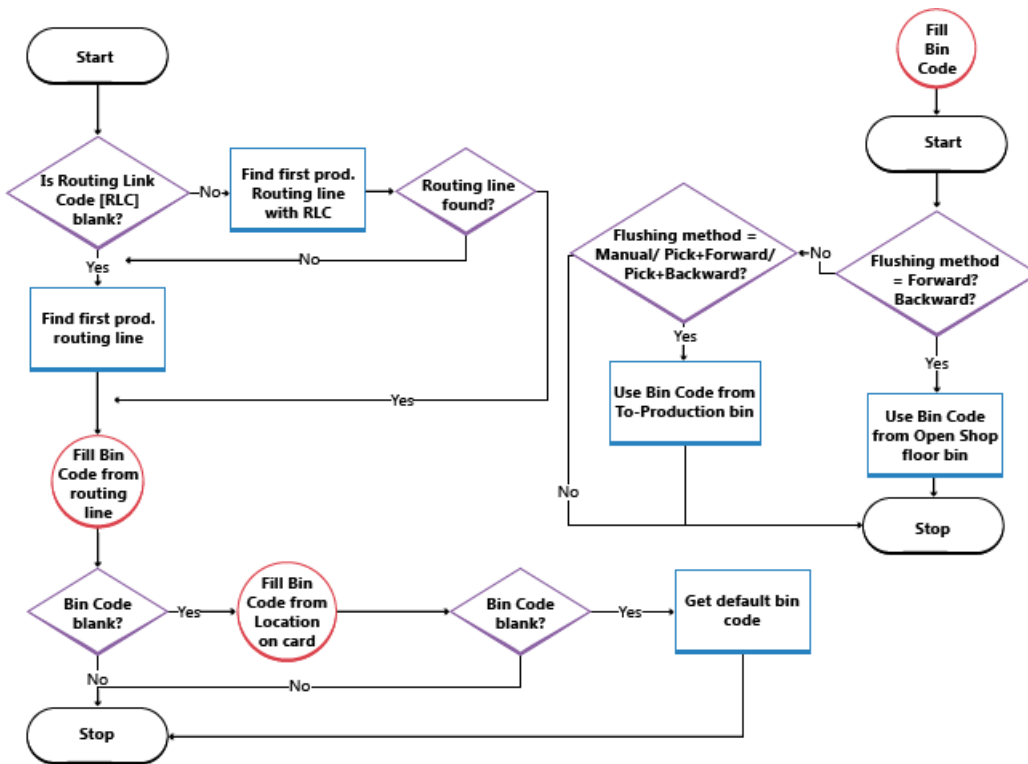 Start
Is Routing Link
Code [RLC]
blank?
No
Find first prod.
Routing line
with RLC
Routing line
found?
No
Yes
Find first prod.
routing line
Yes
Fill Bin
Code from
routing
line
Bin Code
blank?
Yes
Fill Bin
Code from
Location
on card
Bin Code
blank?
Yes
Get default bin
code
No
No
Stop
Fill
Bin
Code
Start
Flushing method
= Forward?
Backward?
No
Flushing method =
Manual/ Pick+Forward/
Pick+Backward?
Yes
Use Bin Code from
To-Production bin
Yes
Use Bin Code
from Open Shop
floor bin
No
Stop